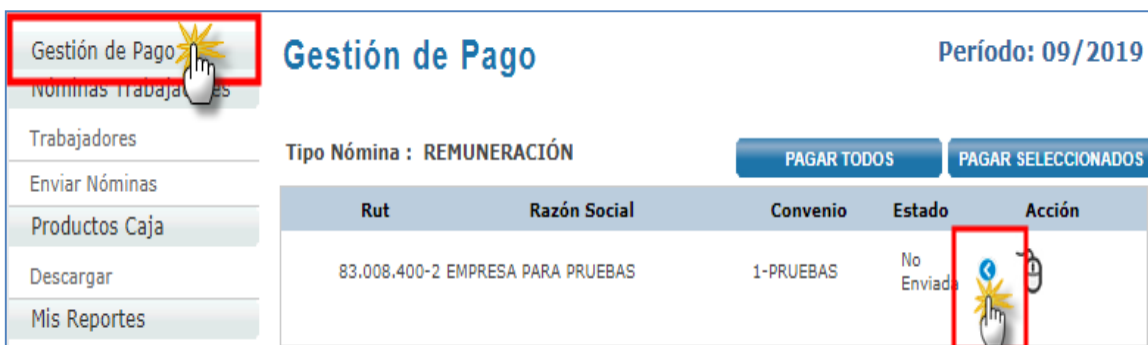 Gestión de Pago
Nóminas Trabajadores
Trabajadores
Enviar Nóminas
Productos Caja
Descargar
Mis Reportes
Gestión de Pago
Período: 09/2019
Tipo Nómina : REMUNERACIÓN
PAGAR TODOS PAGAR SELECCIONADOS
Rut Razón Social Convenio Estado Acción
83.008.400-2 EMPRESA PARA PRUEBAS 1-PRUEBAS No
Enviada